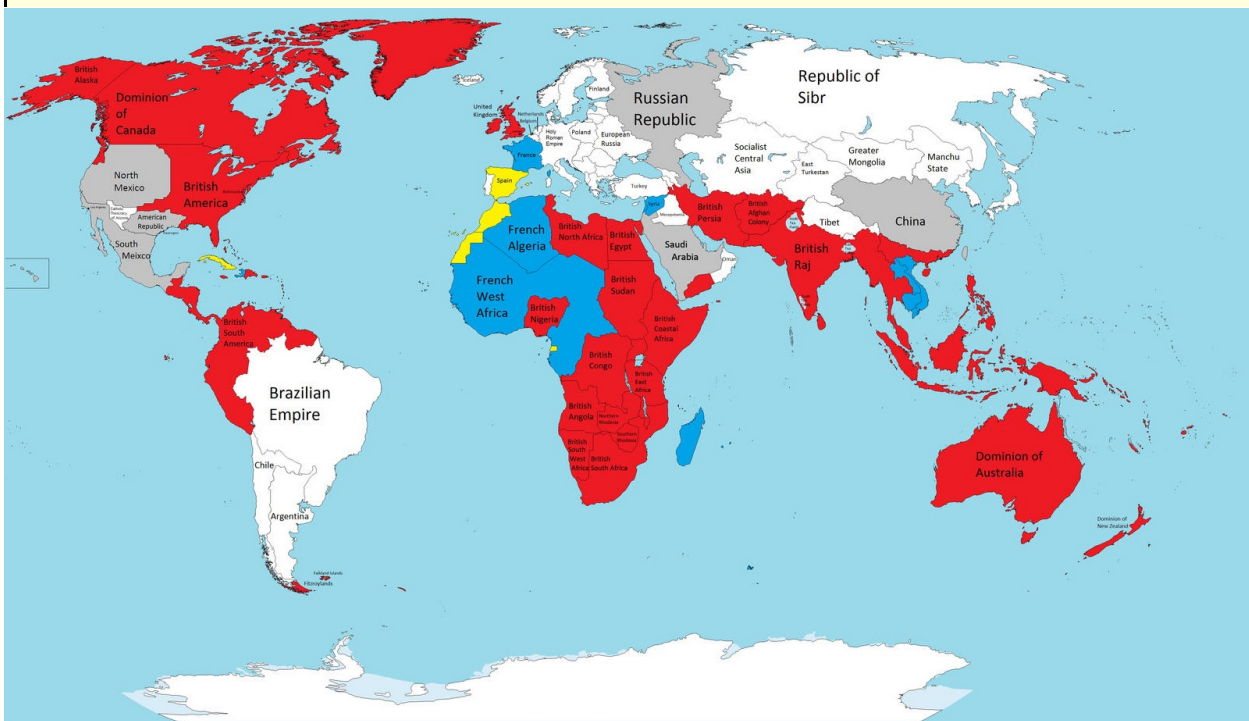 British
Alaska
Dominion
of
Canada
North
Mexico
British
America
American
Republic
South
Meixco
British
South
America
Brazilian
Empire
Chile
Argentina
Falkland Islands
Fitzroylands
Iceland
United
Kingdom
Netherlands
Belgium
France
Spain
Holy
Roman
Empire
Poland
Finland
European
Russia
Russian
Republic
Republic of
Sibr
Socialist
Central
Asia
East
Turkestan
Greater
Mongolia
Manchu
State
China
Tibet
Turkey
Syria
Mesopotamia
Saudi
Arabia
Oman
British
Persia
British
Afghan
Colony
British
Raj
French
Algeria
French
West
Africa
British
North Africa
British
Egypt
British
Sudan
British
Nigeria
British
Coastal
Africa
British
Congo
British
East
Africa
British
Angola
Northern
Rhodesia
Southern
Rhodesia
British
South
West
Africa
British
South Africa
Dominion of
Australia
Dominion of
New Zealand